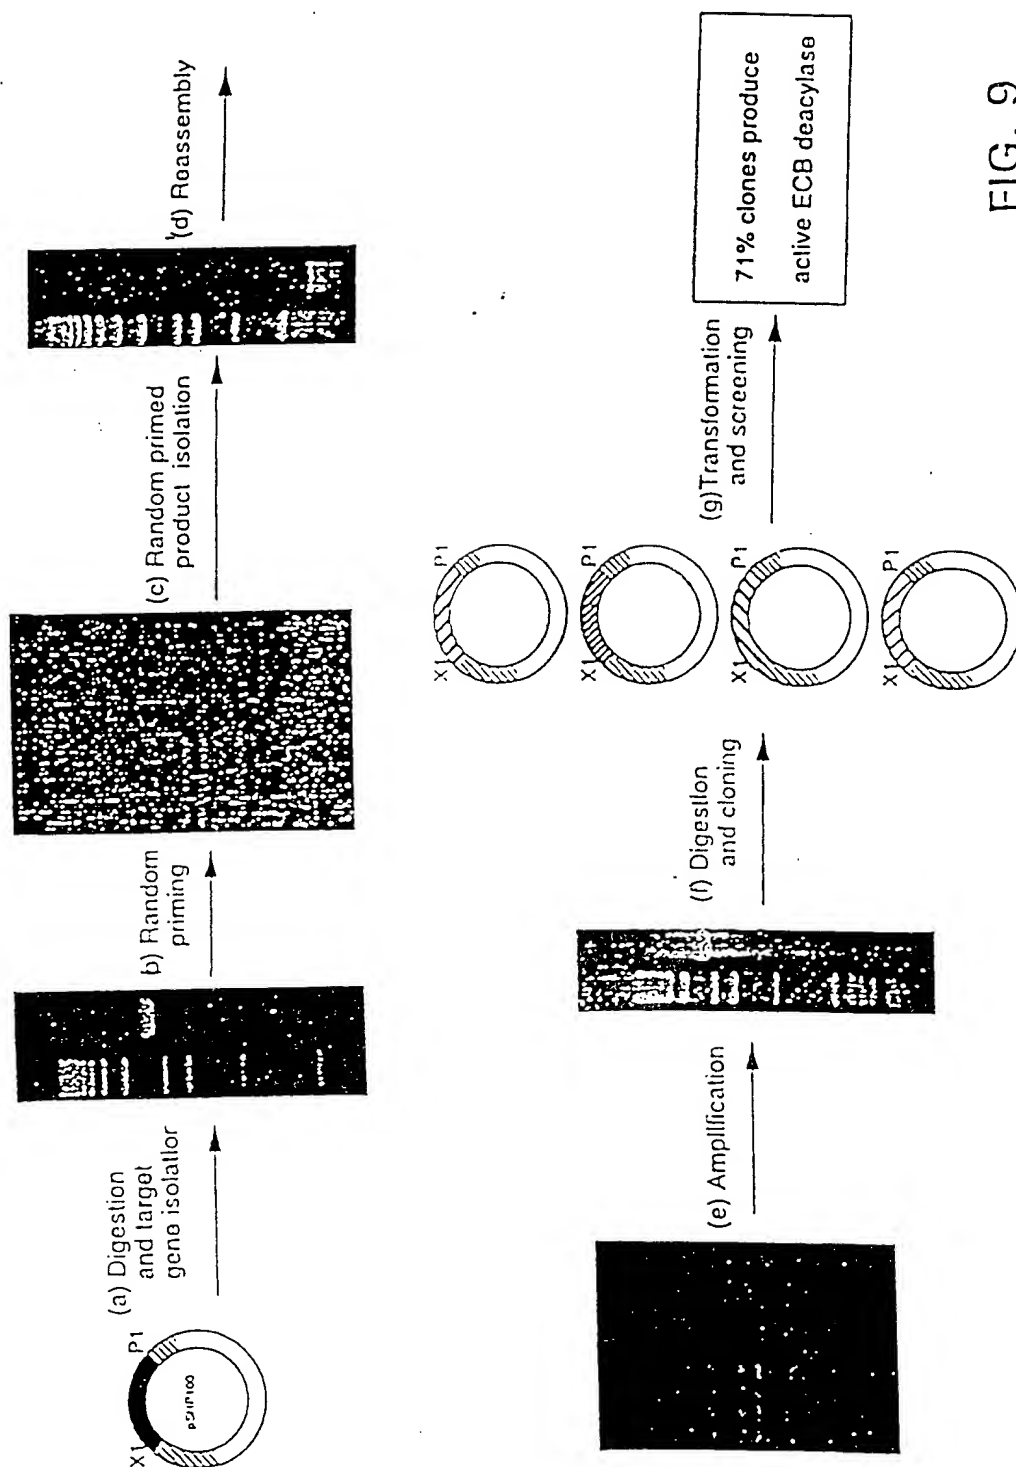 X1
P1
(a) Digestion
and target
gene isolation
b) Random
priming
(c) Random primed
product isolation
(d) Reassembly
(e) Amplification
(f) Digestion
and cloning
X1 P1
X1 P1
X1 P1
X1 P1
(g)Transformation
and screening
71% clones produce
active ECB deacylase
FIG. 9